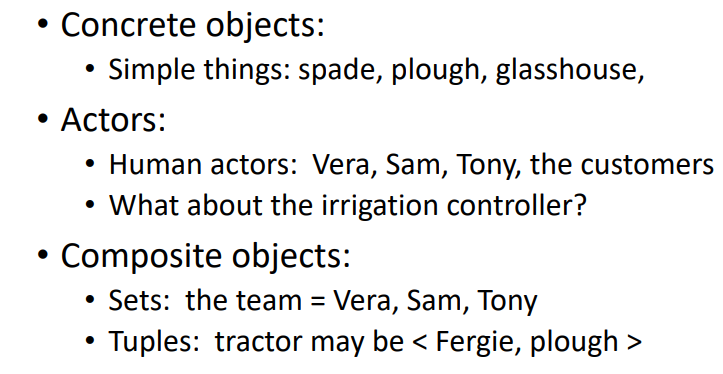 • Concrete objects:
• Simple things: spade, plough, glasshouse,
• Actors:
• Human actors:  Vera, Sam, Tony, the customers
• What about the irrigation controller?
• Composite objects:
• Sets:  the team = Vera, Sam, Tony
• Tuples:  tractor may be < Fergie, plough >